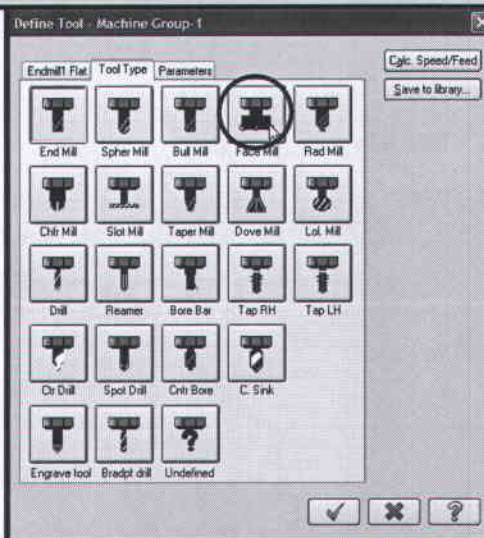 Define Tool - Machine Group-1
Endmill1 Flat Tool Type Parameters
Calc. Speed/Feed
Save to library...
End Mill Spher Mill Bull Mill Face Mill Rad Mill
Chfr Mill Slot Mill Taper Mill Dove Mill Lol. Mill
Drill Reamer Bore Bar Tap RH Tap LH
Ctr Drill Spot Drill Cntr Bore C. Sink
Engrave tool Bradpt drill Undefined